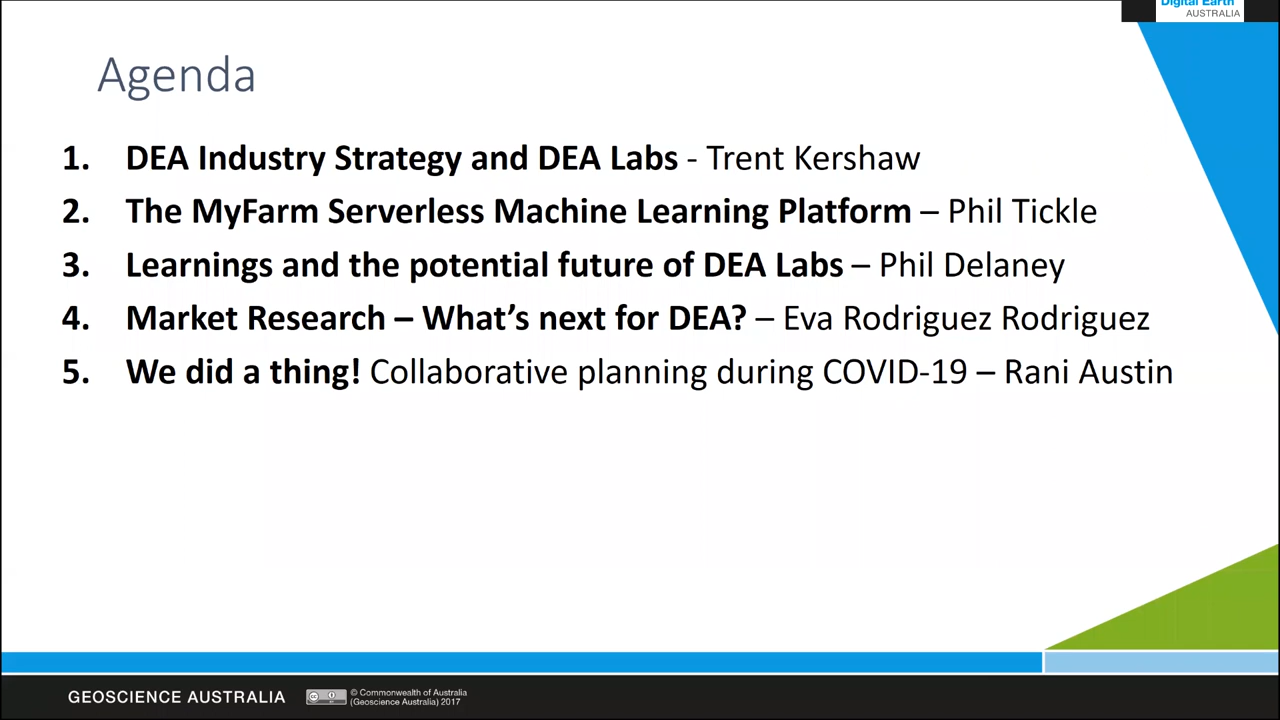 Digital Earth
AUSTRALIA
Agenda
1. DEA Industry Strategy and DEA Labs - Trent Kershaw
2. The MyFarm Serverless Machine Learning Platform – Phil Tickle
3. Learnings and the potential future of DEA Labs – Phil Delaney
4. Market Research – What’s next for DEA? – Eva Rodriguez Rodriguez
5. We did a thing! Collaborative planning during COVID-19 – Rani Austin
GEOSCIENCE AUSTRALIA
© Commonwealth of Australia
(Geoscience Australia) 2017